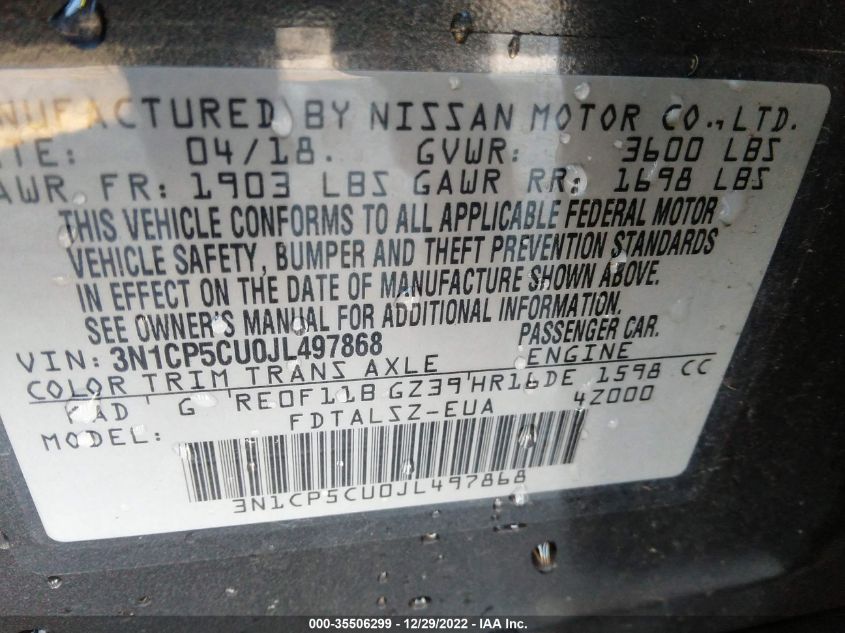 NUFACTURED BY NISSAN MOTOR CO., LTD.
TE: 04/18. GVWR: 3600 LBS
AWR FR: 1903 LBS GAWR RR: 1698 LBS
THIS VEHICLE CONFORMS TO ALL APPLICABLE FEDERAL MOTOR
VEHICLE SAFETY, BUMPER AND THEFT PREVENTION STANDARDS
IN EFFECT ON THE DATE OF MANUFACTURE SHOWN ABOVE.
SEE OWNER'S MANUAL FOR ADDITIONAL INFORMATION.
VIN: 3N1CP5CU0JL497868 PASSENGER CAR.
COLOR TRIM TRANS AXLE ENGINE
CAD G RE0F11B GZ39 HR16DE 1598 CC
MODEL: FDTALSZ-EUA 4Z000
3N1CP5CU0JL497868
000-35506299 - 12/29/2022 - IAA Inc.